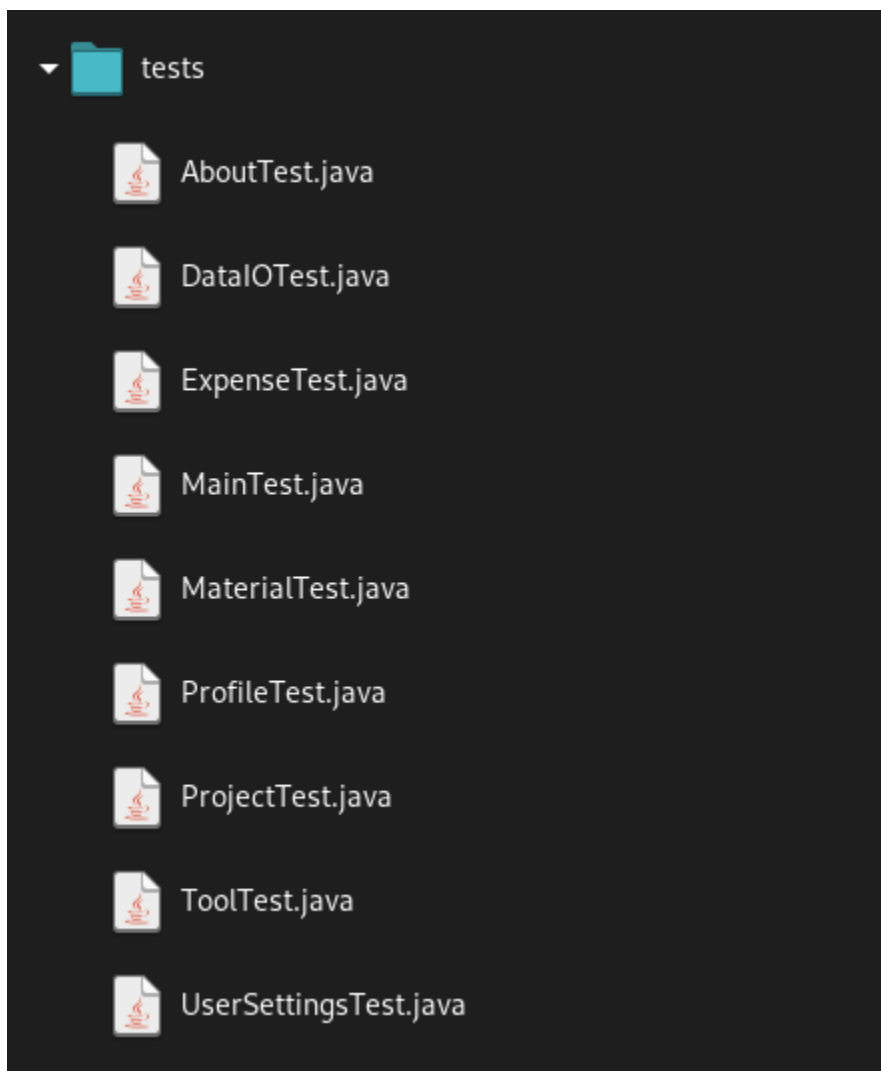 tests
AboutTest.java
DataIOTest.java
ExpenseTest.java
MainTest.java
MaterialTest.java
ProfileTest.java
ProjectTest.java
ToolTest.java
UserSettingsTest.java